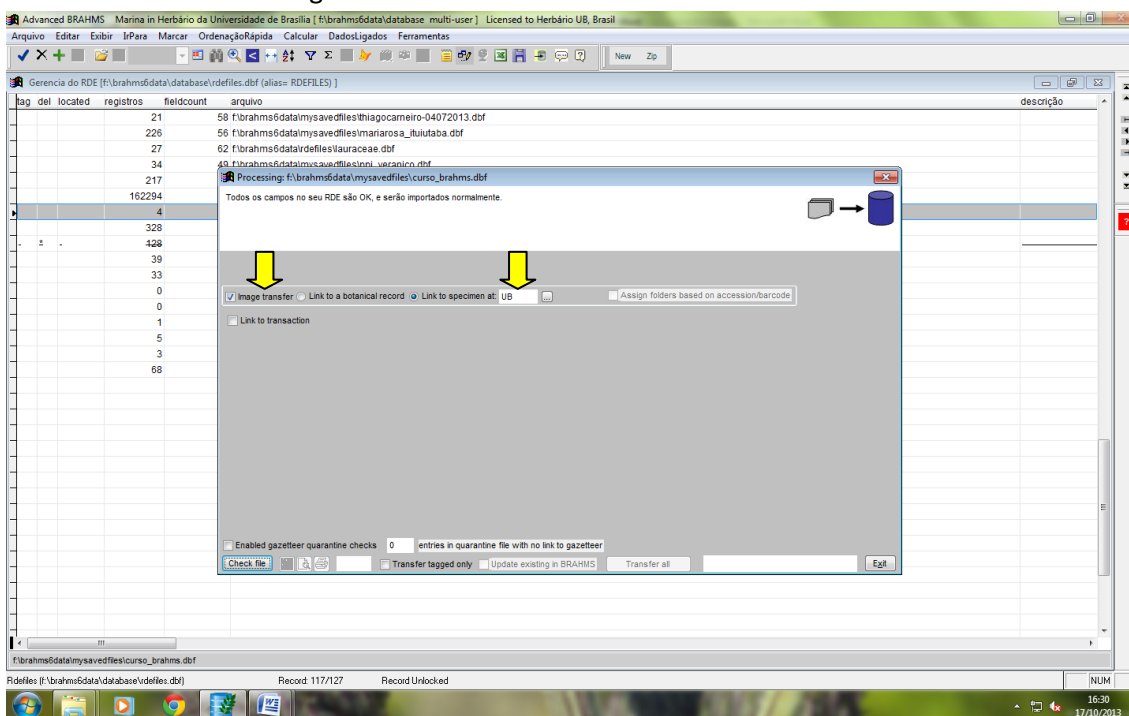 Advanced BRAHMS Marina in Herbário da Universidade de Brasília [ f:\brahms6data\database multi-user ] Licensed to Herbário UB, Brasil
Arquivo Editar Exibir IrPara Marcar OrdenaçãoRápida Calcular DadosLigados Ferramentas
New Zip
Gerencia do RDE [f:\brahms6data\database\rdefiles.dbf (alias= RDEFILES) ]
tag del located registros fieldcount arquivo descrição
21 58 f:\brahms6data\mysavedfiles\thiagocarneiro-04072013.dbf
226 56 f:\brahms6data\mysavedfiles\mariarosa_ituiutaba.dbf
27 62 f:\brahms6data\rdefiles\lauraceae.dbf
34 49 f:\brahms6data\mysavedfiles\ppi_veranico.dbf
217
162294
4
328
428
39
33
0
0
1
5
3
68
Processing: f:\brahms6data\mysavedfiles\curso_brahms.dbf
Todos os campos no seu RDE são OK, e serão importados normalmente.
Image transfer Link to a botanical record Link to specimen at: UB ... Assign folders based on accession/barcode
Link to transaction
Enabled gazetteer quarantine checks 0 entries in quarantine file with no link to gazetteer
Check file Transfer tagged only Update existing in BRAHMS Transfer all Exit
f:\brahms6data\mysavedfiles\curso_brahms.dbf
Rdefiles (f:\brahms6data\database\rdefiles.dbf) Record: 117/127 Record Unlocked NUM
16:30
17/10/2013